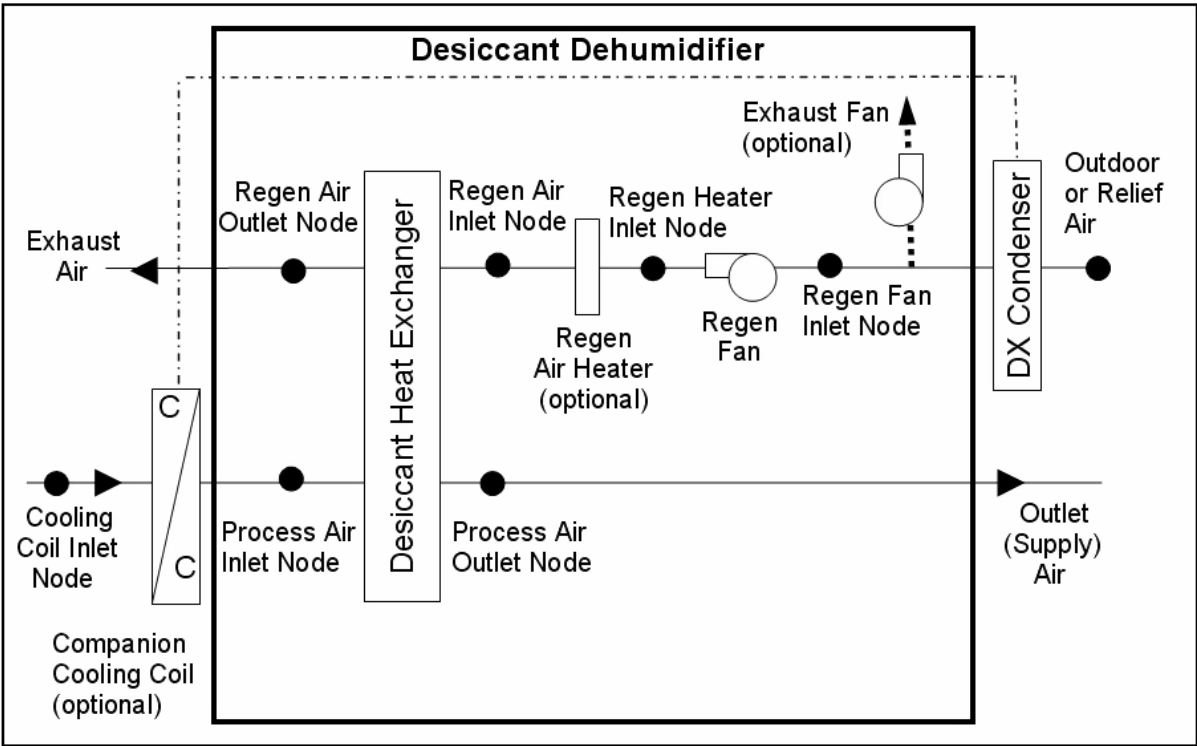 Desiccant Dehumidifier
Exhaust Fan
(optional)
Outdoor
or Relief
Air
Regen Air
Outlet Node
Regen Air
Inlet Node
Regen Heater
Inlet Node
Exhaust
Air
Desiccant Heat Exchanger
DX Condenser
Regen Fan
Inlet Node
Regen
Fan
Regen
Air Heater
(optional)
C
C
Cooling
Coil Inlet
Node
Process Air
Inlet Node
Process Air
Outlet Node
Outlet
(Supply)
Air
Companion
Cooling Coil
(optional)